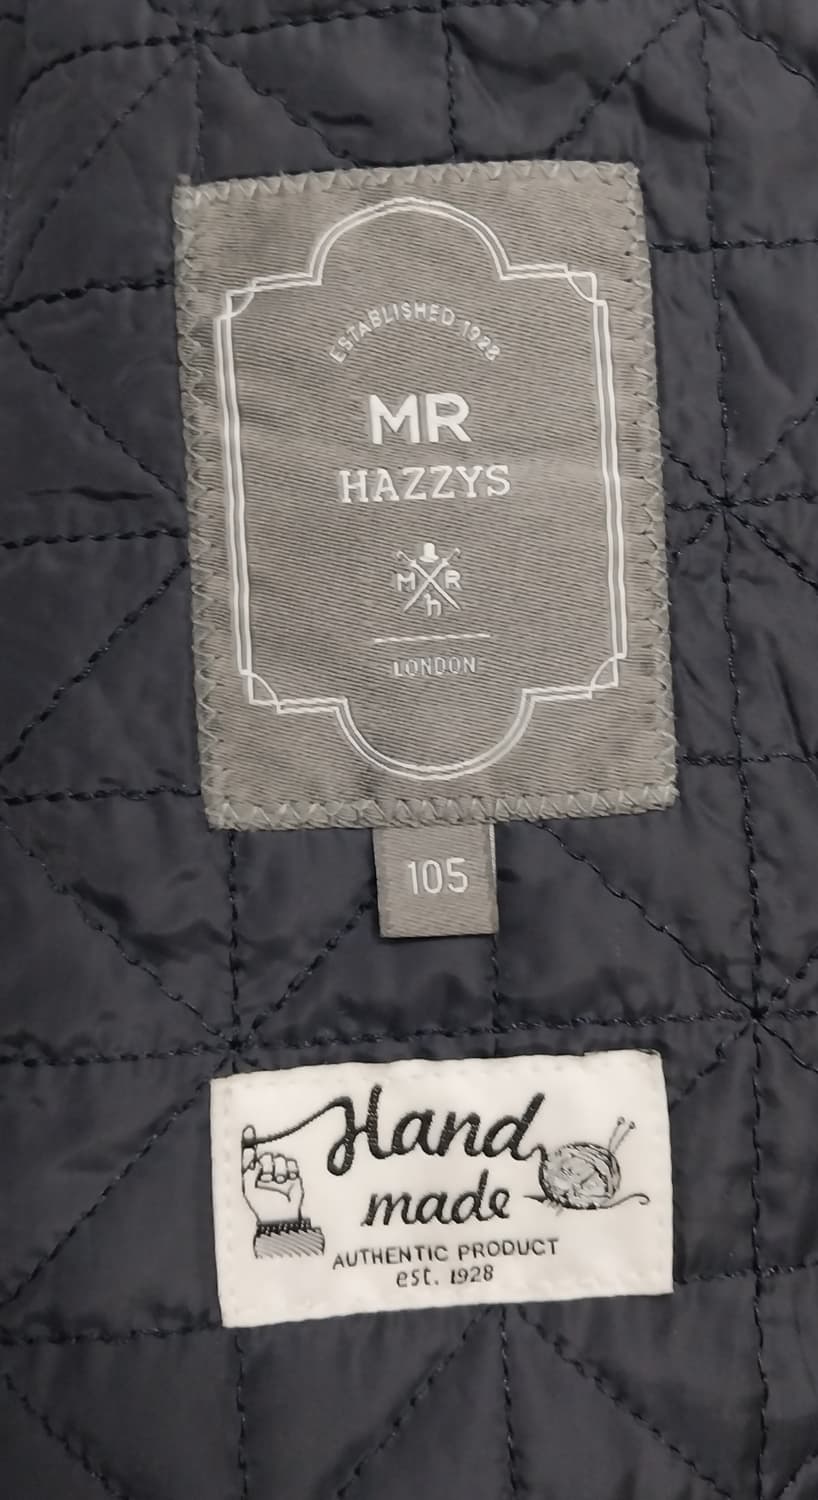 ESTABLISHED 1928
MR
HAZZYS
M R
h
LONDON
105
Hand
made
AUTHENTIC PRODUCT
est. 1928